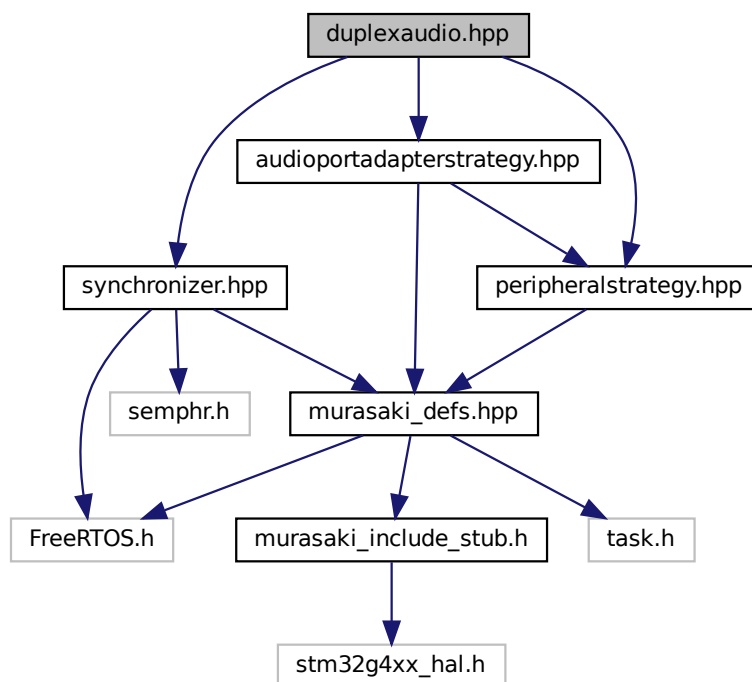 duplexaudio.hpp
audioportadapterstrategy.hpp
synchronizer.hpp
peripheralstrategy.hpp
semphr.h
murasaki_defs.hpp
FreeRTOS.h
murasaki_include_stub.h
task.h
stm32g4xx_hal.h